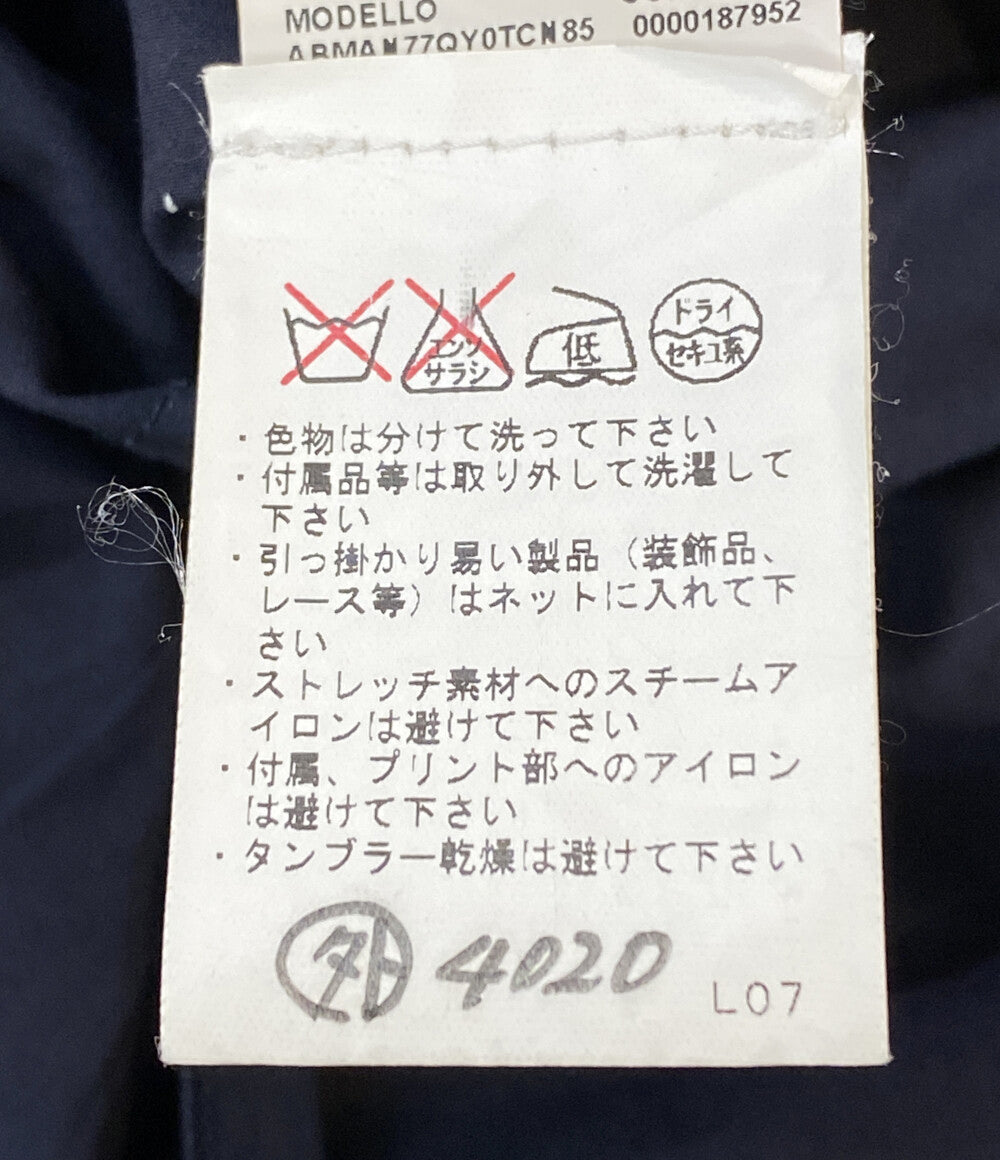 MODELLO
ARMAN77QY0TCN85 0000187952
エンソ
サラシ
低
ドライ
セキユ系
・色物は分けて洗って下さい
・付属品等は取り外して洗濯して
下さい
・引っ掛かり易い製品（装飾品、
レース等）はネットに入れて下
さい
・ストレッチ素材へのスチームア
イロンは避けて下さい
・付属、プリント部へのアイロン
は避けて下さい
・タンブラー乾燥は避けて下さい
外 4020
L07